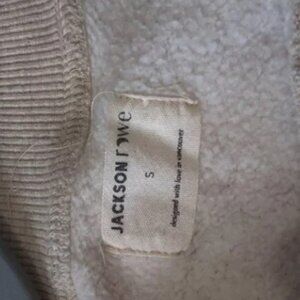 JACKSON rowe
S
designed with love in vancouver